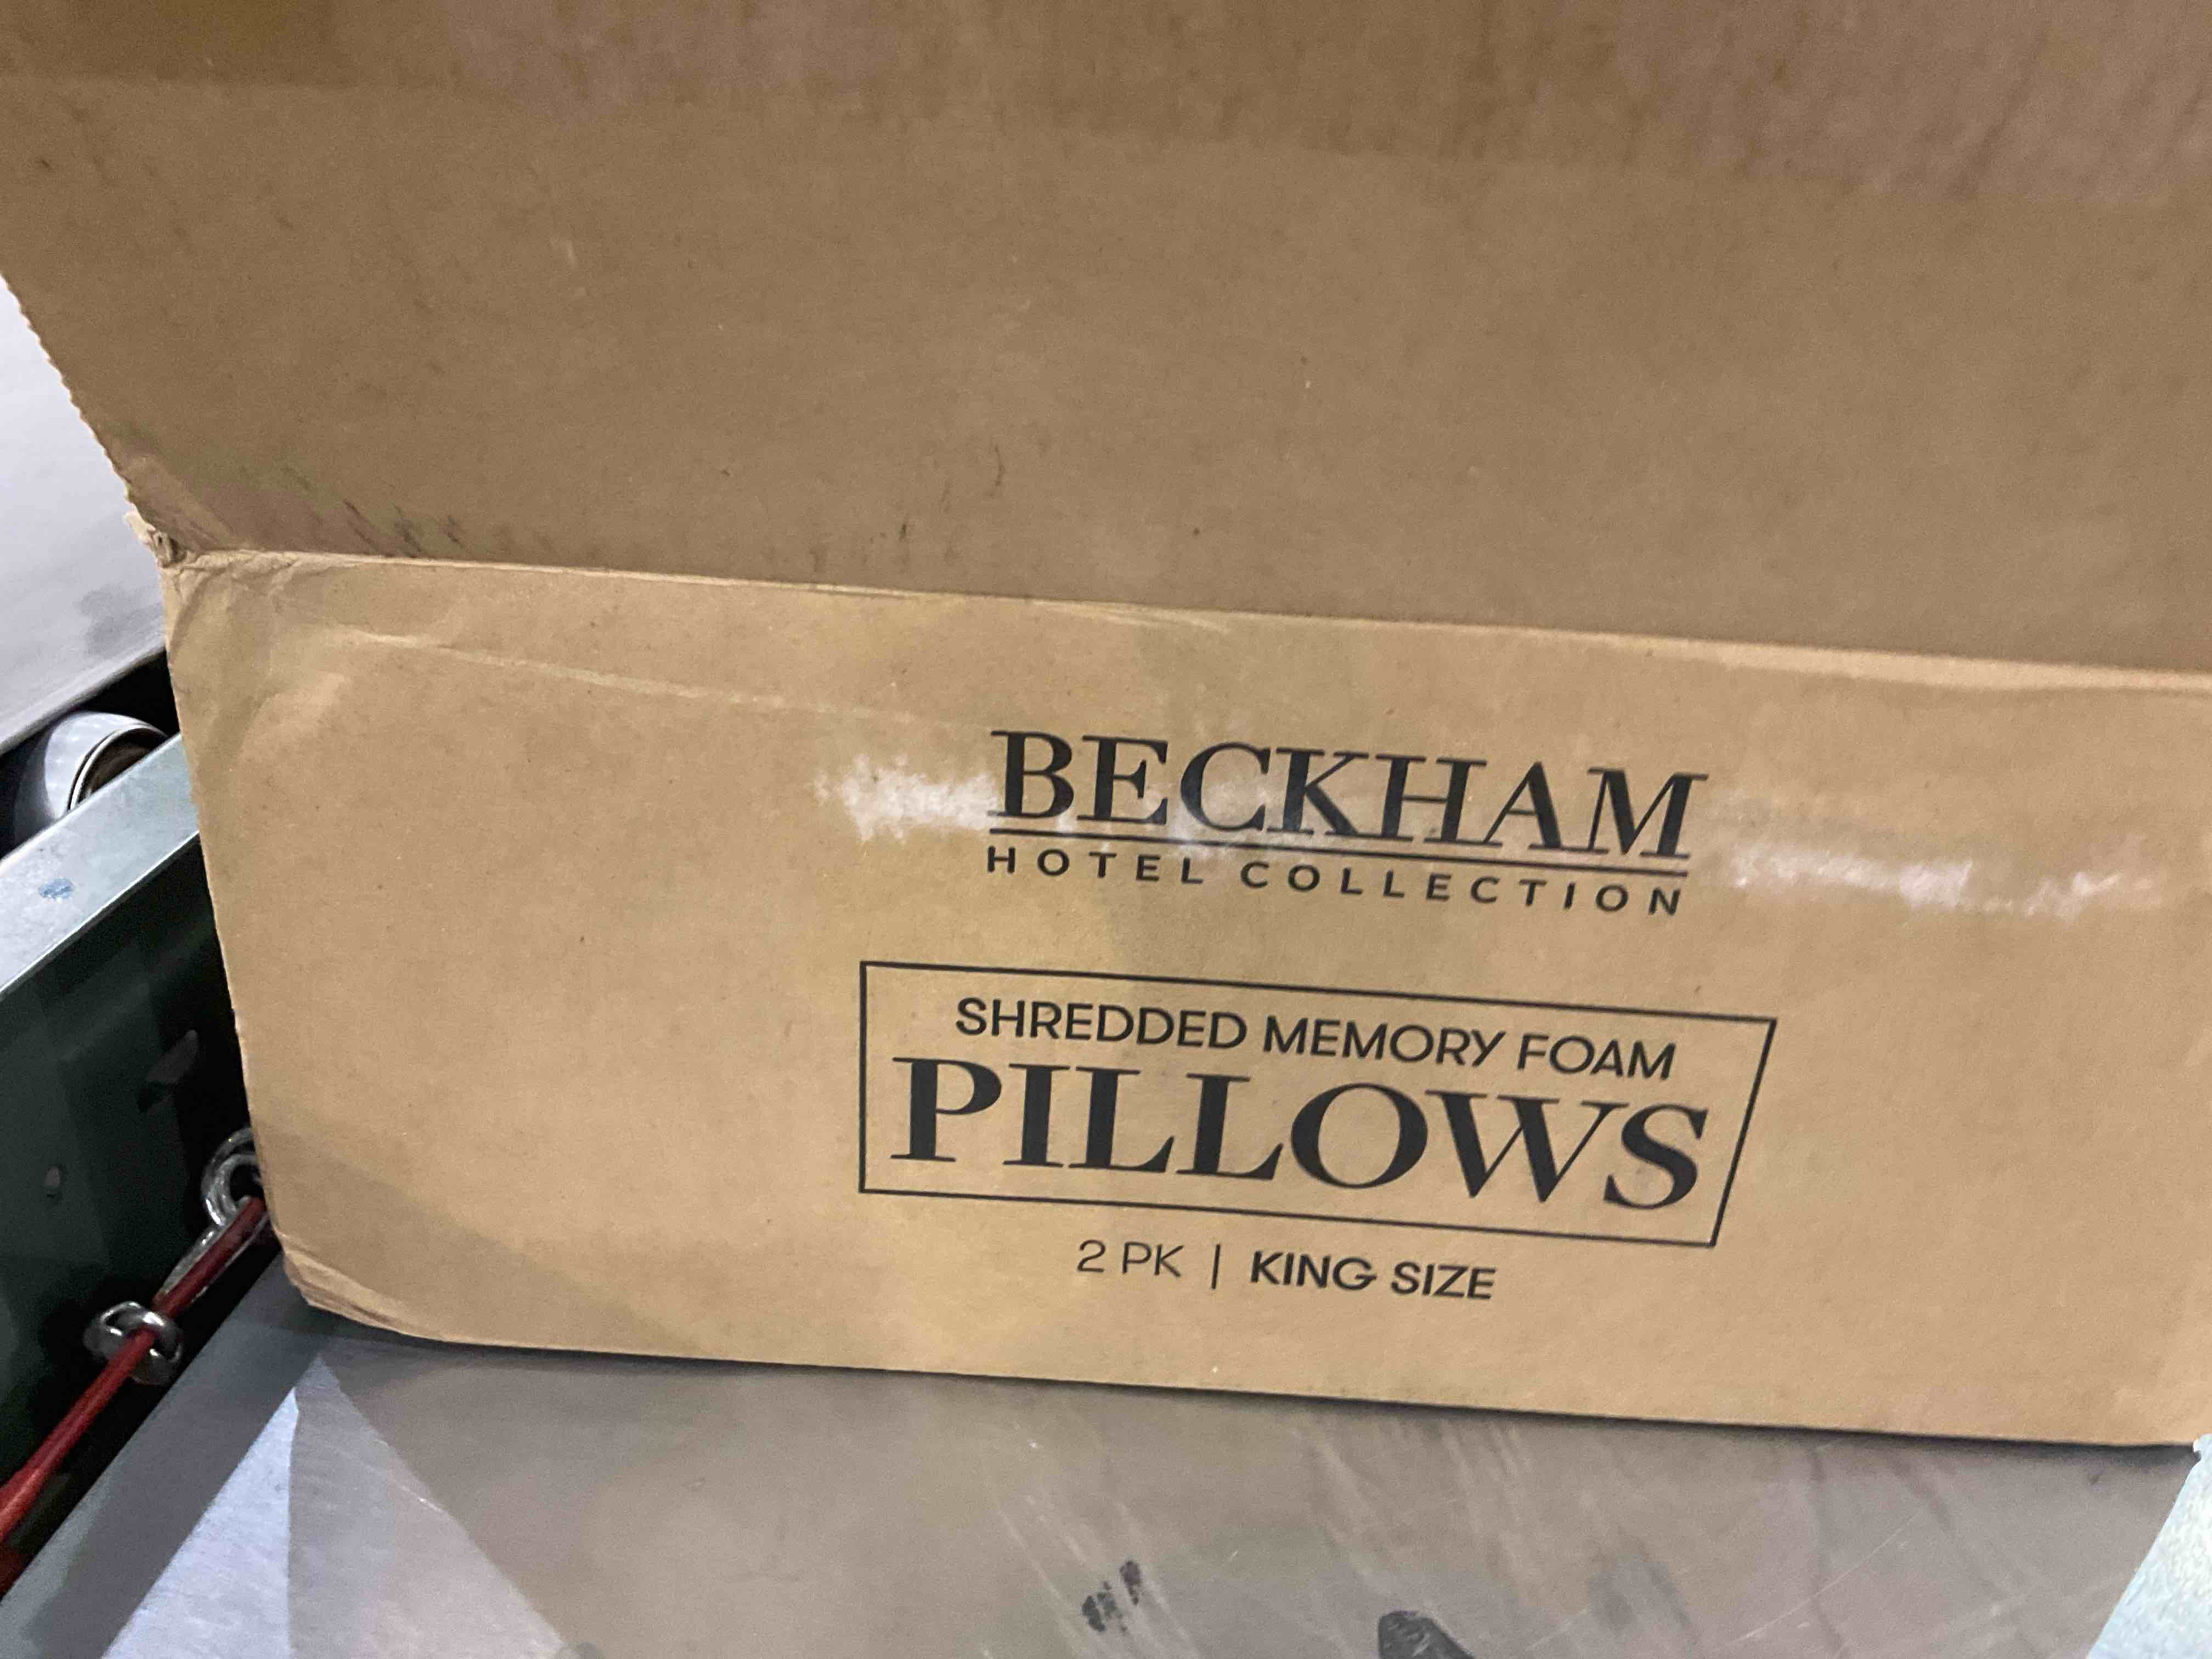 BECKHAM
HOTEL COLLECTION
SHREDDED MEMORY FOAM
PILLOWS
2 PK | KING SIZE